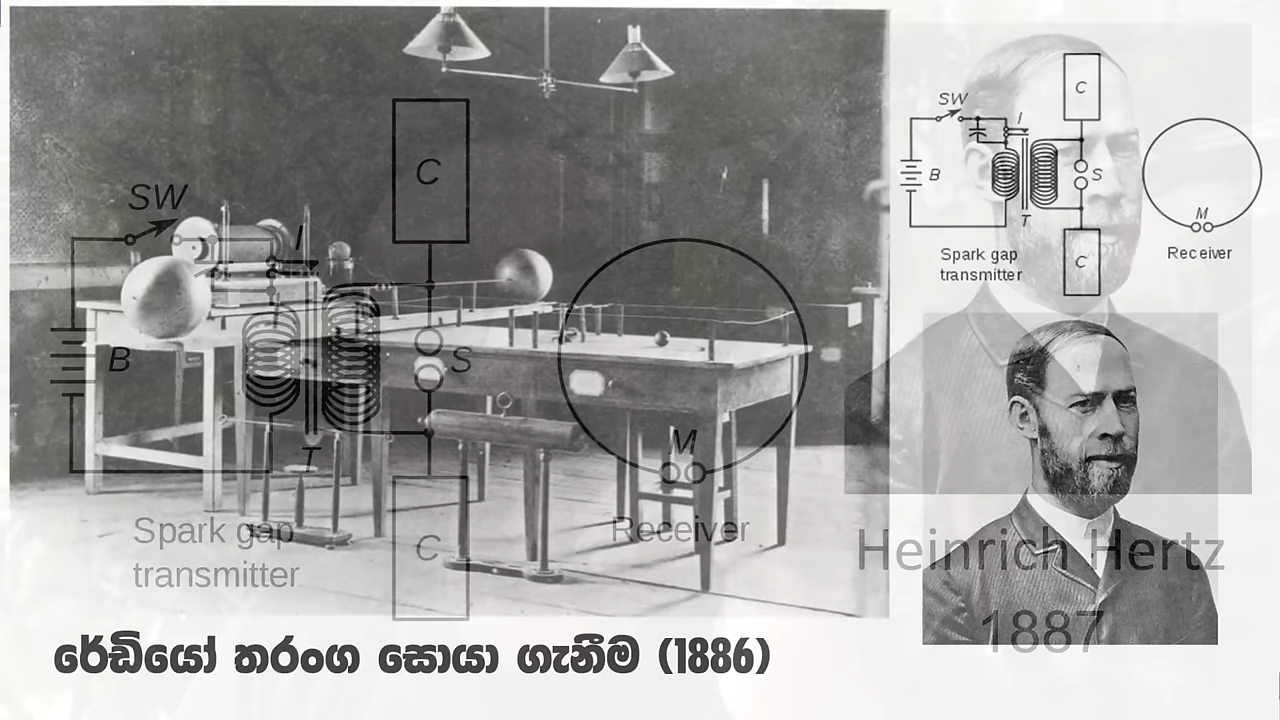 SW
C
I
B
S
T
M
Spark gap
transmitter
C
Receiver
SW
C
I
B
S
T
M
C
Spark gap
transmitter
Receiver
Heinrich Hertz
1887
රේඩියෝ තරංග සොයා ගැනීම (1886)